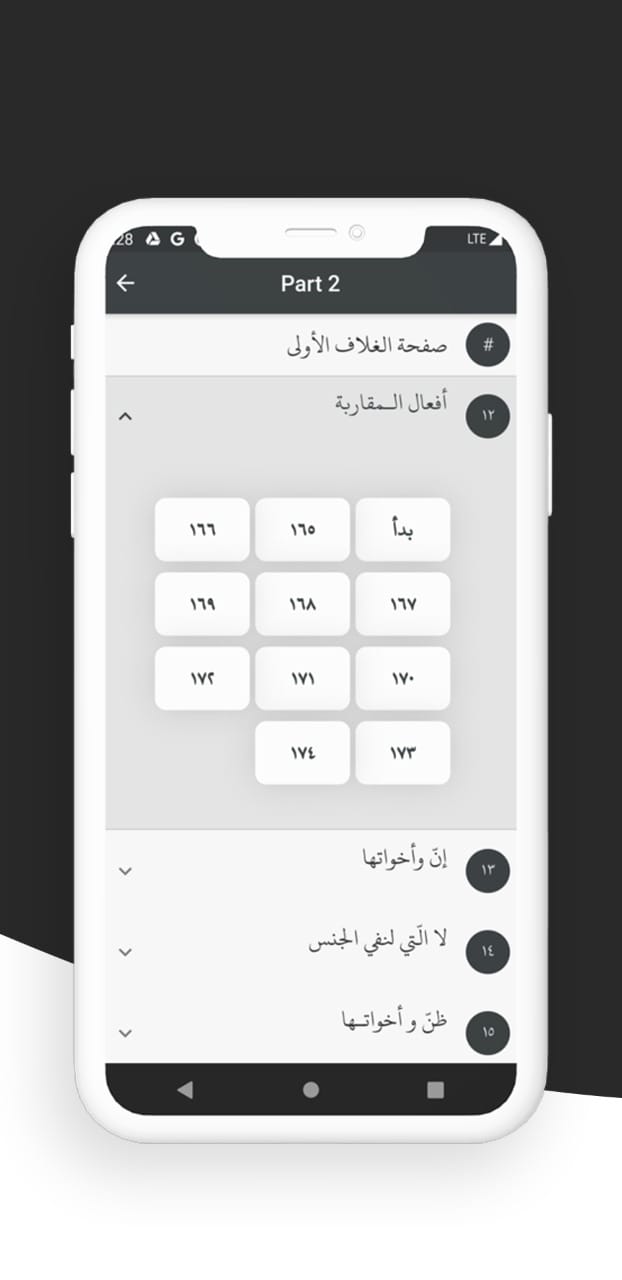 28 G LTE
Part 2
صفحة الغلاف الأولى #
١٢ أفعال الـمقاربة
بدأ ١٦٥ ١٦٦
١٦٧ ١٦٨ ١٦٩
١٧٠ ١٧١ ١٧٢
١٧٣ ١٧٤
١٣ إنّ وأخواتها
١٤ لا الّتي لنفي الجنس
١٥ ظنّ و أخواتـها